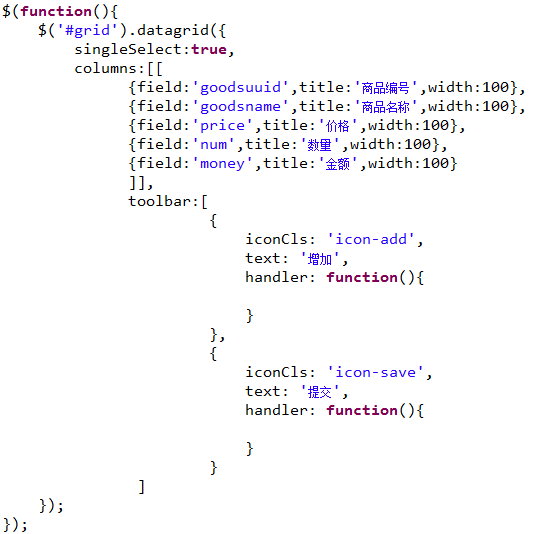 $(function(){
    $('#grid').datagrid({
        singleSelect:true,
        columns:[[
              {field:'goodsuuid',title:'商品编号',width:100},
              {field:'goodsname',title:'商品名称',width:100},
              {field:'price',title:'价格',width:100},
              {field:'num',title:'数量',width:100},
              {field:'money',title:'金额',width:100}
              ]],
              toolbar:[
                       {
                           iconCls: 'icon-add',
                           text: '增加',
                           handler: function(){

                           }
                       },
                       {
                           iconCls: 'icon-save',
                           text: '提交',
                           handler: function(){

                           }
                       }
               ]
    });
});